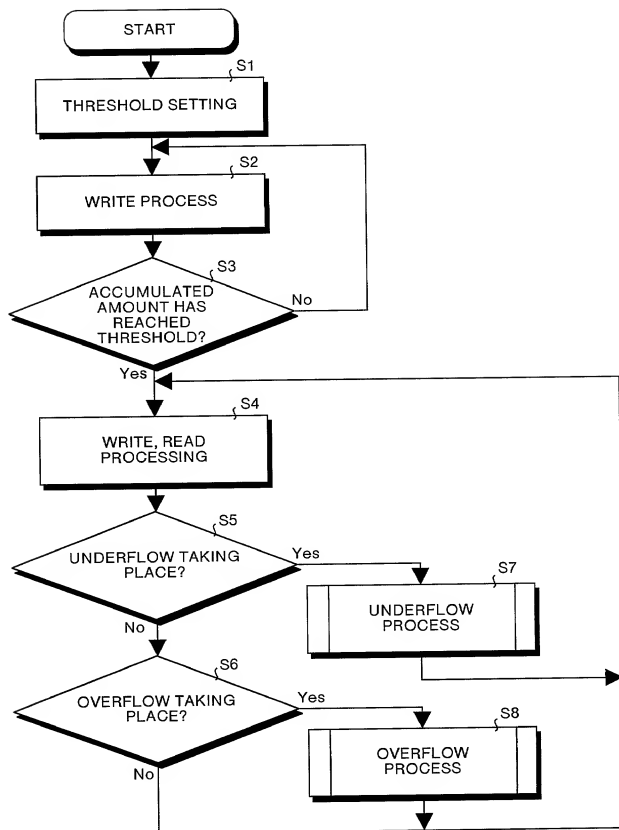 START
S1
THRESHOLD SETTING
S2
WRITE PROCESS
S3
ACCUMULATED
AMOUNT HAS
REACHED
THRESHOLD?
No
Yes
S4
WRITE, READ
PROCESSING
S5
UNDERFLOW TAKING
PLACE?
Yes
S7
UNDERFLOW
PROCESS
No
S6
OVERFLOW TAKING
PLACE?
Yes
S8
OVERFLOW
PROCESS
No